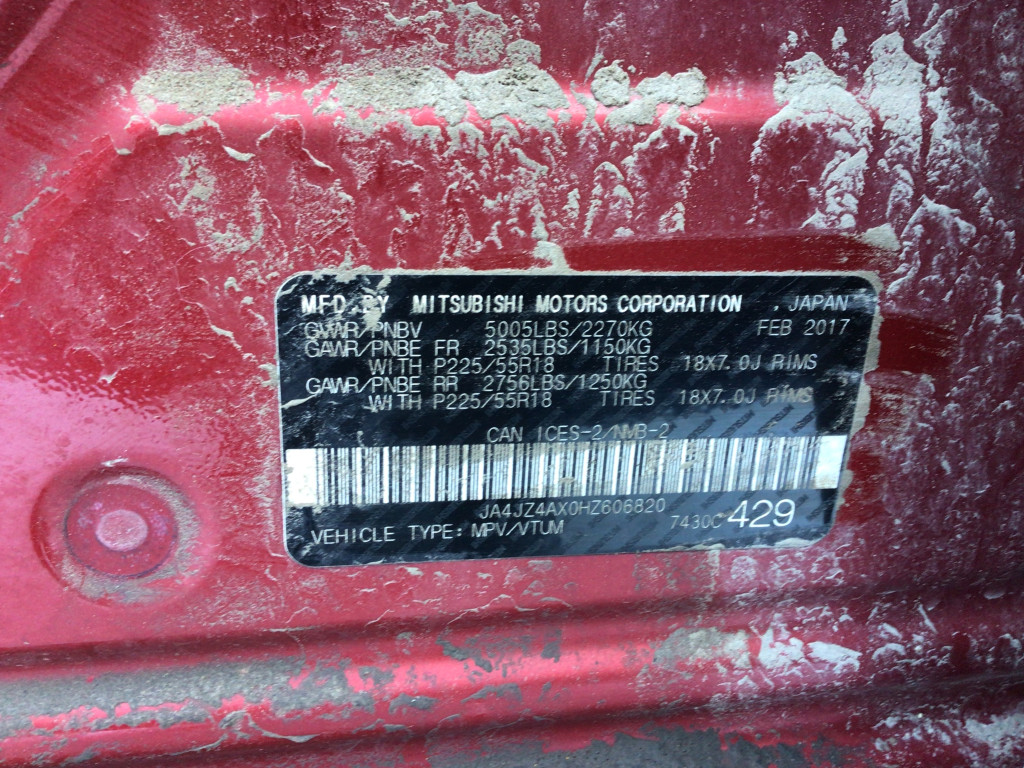 MFD. BY MITSUBISHI MOTORS CORPORATION , JAPAN
GVWR/PNBV 5005LBS/2270KG FEB 2017
GAWR/PNBE FR 2535LBS/1150KG
WITH P225/55R18 TIRES 18X7.0J RIMS
GAWR/PNBE RR 2756LBS/1250KG
WITH P225/55R18 TIRES 18X7.0J RIMS
CAN ICES-2/NMB-2
JA4JZ4AX0HZ606820
VEHICLE TYPE: MPV/VTUM 7430C 429